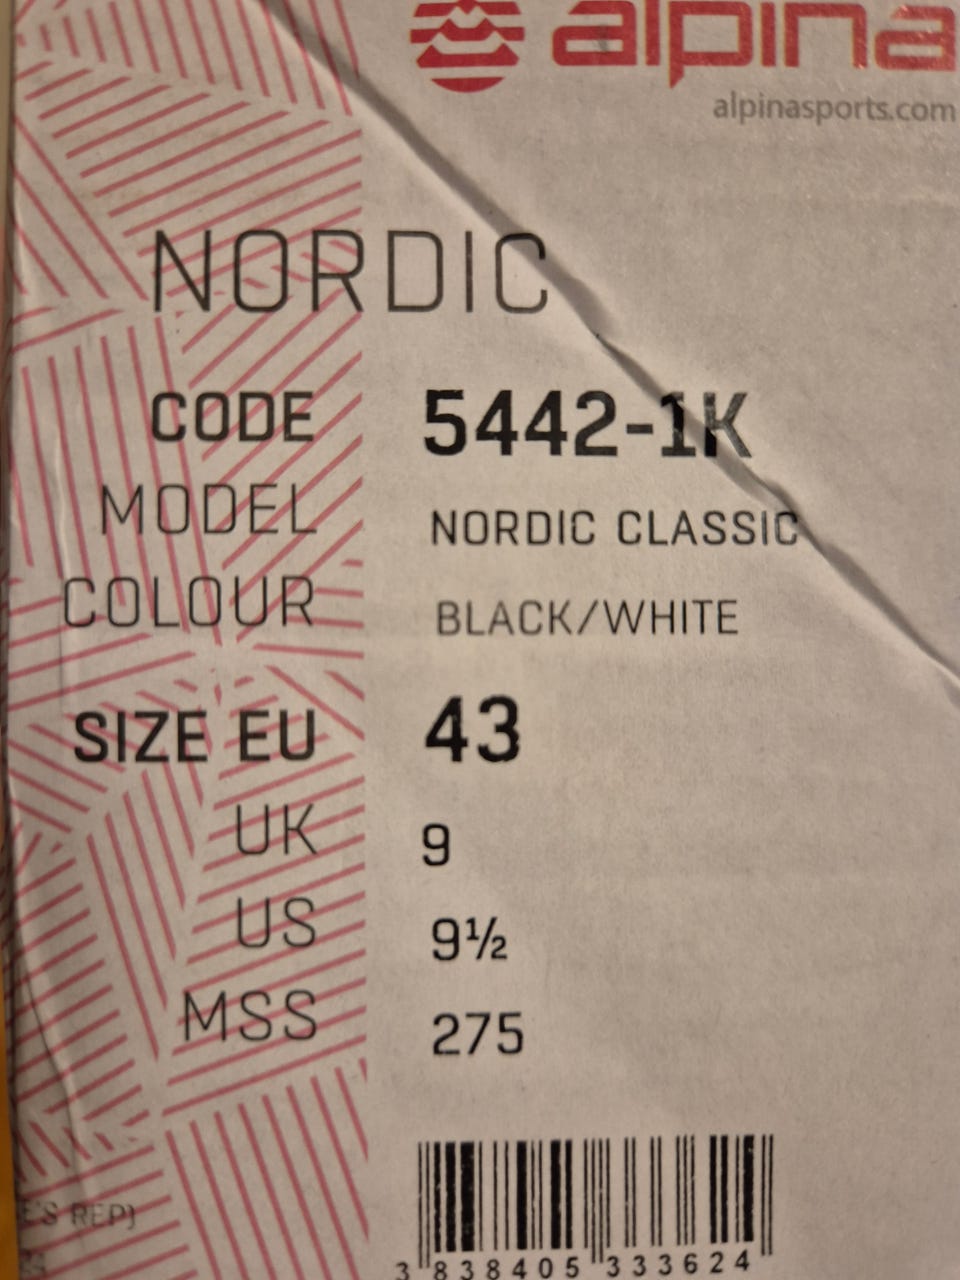 alpina
alpinasports.com
NORDIC
CODE 5442-1K
MODEL NORDIC CLASSIC
COLOUR BLACK/WHITE
SIZE EU 43
UK 9
US 9½
MSS 275
E'S REP)
3 838405 333624